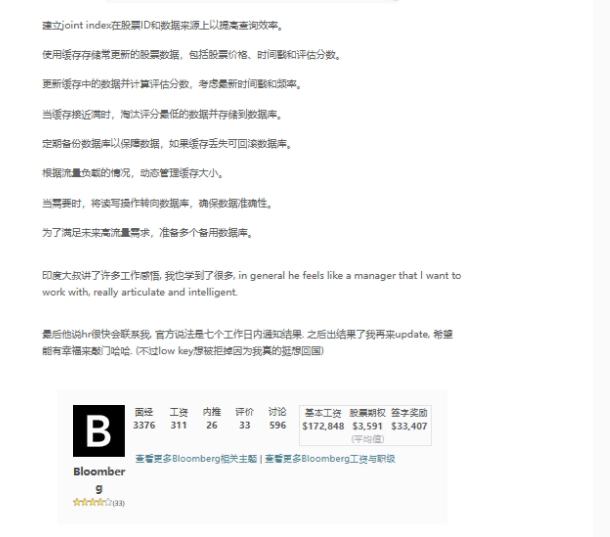 建立joint index在股票ID和数据来源上以提高查询效率。
使用缓存存储常更新的股票数据，包括股票价格、时间戳和评估分数。
更新缓存中的数据并计算评估分数，考虑最新时间戳和频率。
当缓存接近满时，淘汰评分最低的数据并存储到数据库。
定期备份数据库以保障数据，如果缓存丢失可回滚数据库。
根据流量负载的情况，动态管理缓存大小。
当需要时，将读写操作转向数据库，确保数据准确性。
为了满足未来高流量需求，准备多个备用数据库。
印度大叔讲了许多工作感悟, 我也学到了很多, in general he feels like a manager that I want to
work with, really articulate and intelligent.
最后他说hr很快会联系我, 官方说法是七个工作日内通知结果. 之后出结果了我再来update, 希望
能有幸福来敲门哈哈. (不过low key想被拒掉因为我真的挺想回国)
B
面经 工资 内推 评价 讨论 基本工资 股票期权 签字奖励
3376 311 26 33 596 $172,848 $3,591 $33,407
(平均值)
查看更多Bloomberg相关主题 | 查看更多Bloomberg工资与职级
Bloomber
g
(33)